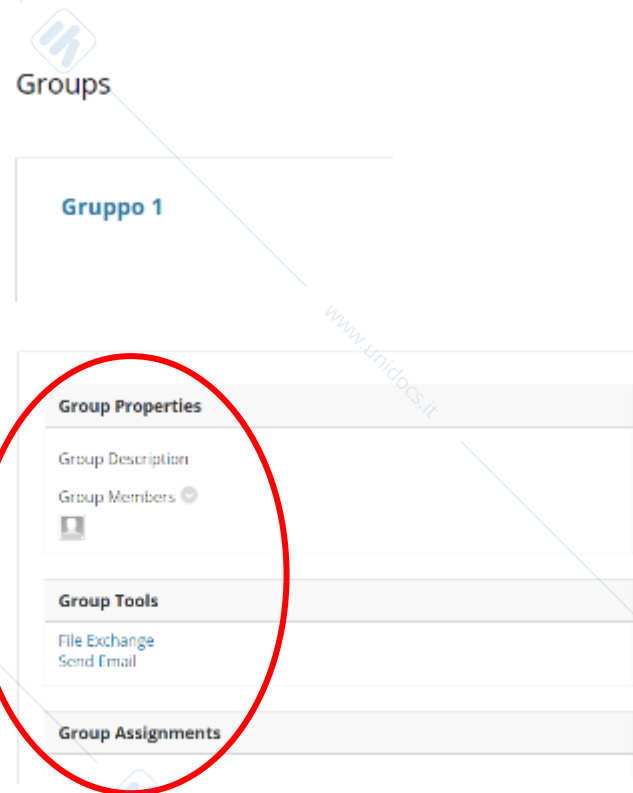 Groups
Gruppo 1
www.unidocs.it
Group Properties
Group Description
Group Members
Group Tools
File Exchange
Send Email
Group Assignments